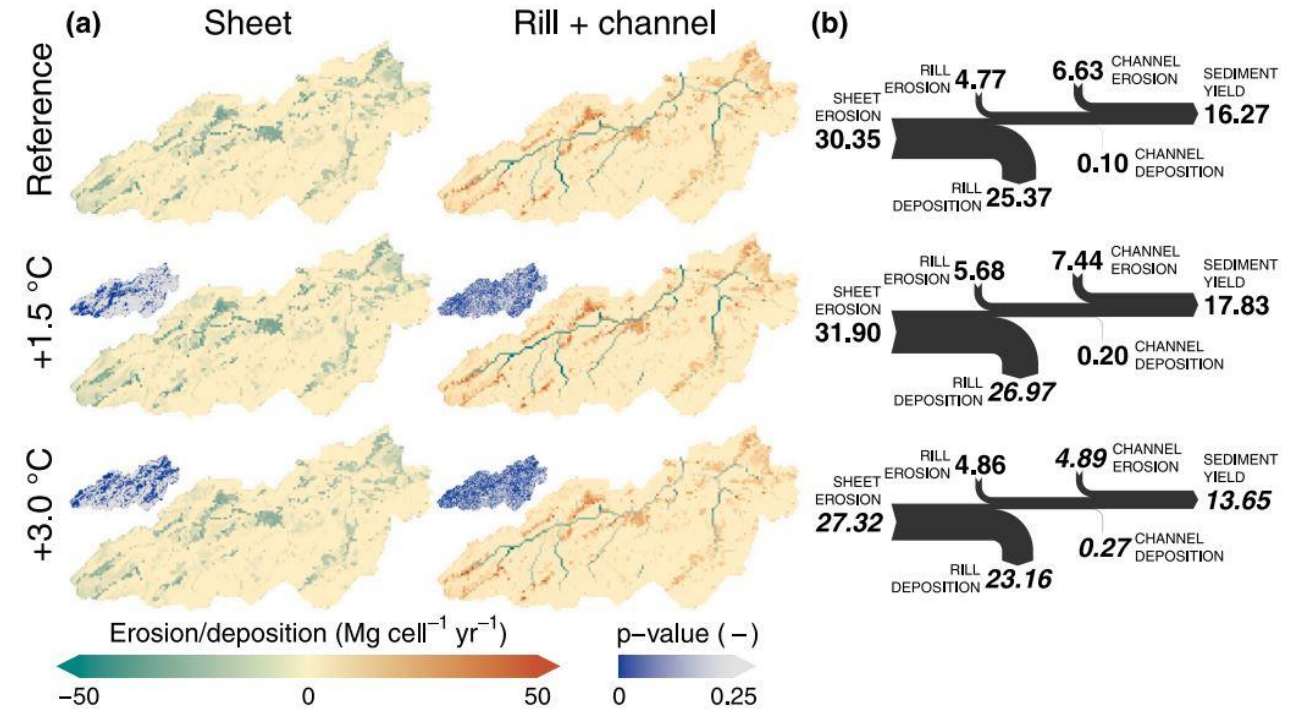 (a) Sheet Rill + channel (b)
Reference
RILL
EROSION 4.77
6.63 CHANNEL
EROSION
SEDIMENT
YIELD
16.27
SHEET
EROSION
30.35
0.10 CHANNEL
DEPOSITION
RILL
DEPOSITION 25.37
+1.5 °C
RILL
EROSION 5.68
7.44 CHANNEL
EROSION
SEDIMENT
YIELD
17.83
SHEET
EROSION
31.90
0.20 CHANNEL
DEPOSITION
RILL
DEPOSITION 26.97
+3.0 °C
RILL
EROSION 4.86
4.89 CHANNEL
EROSION
SEDIMENT
YIELD
13.65
SHEET
EROSION
27.32
0.27 CHANNEL
DEPOSITION
RILL
DEPOSITION 23.16
Erosion/deposition (Mg cell⁻¹ yr⁻¹)
−50 0 50
p−value (−)
0 0.25